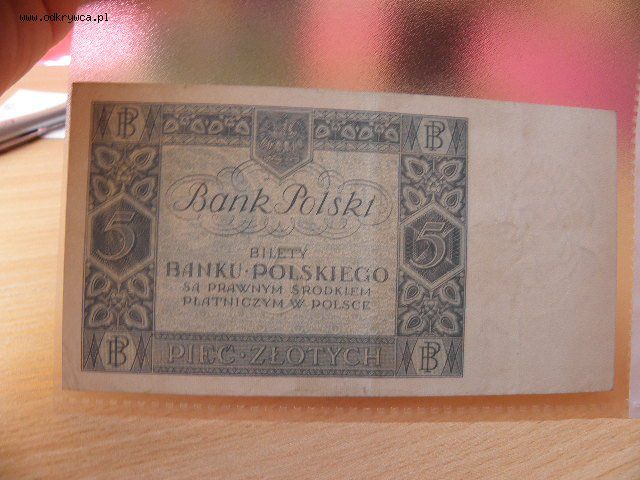 www.odkrywca.pl
BP BP
Bank Polski
5 5
BILETY
BANKU·POLSKIEGO
SĄ PRAWNYM ŚRODKIEM
PŁATNICZYM W POLSCE
BP PIĘĆ·ZŁOTYCH BP